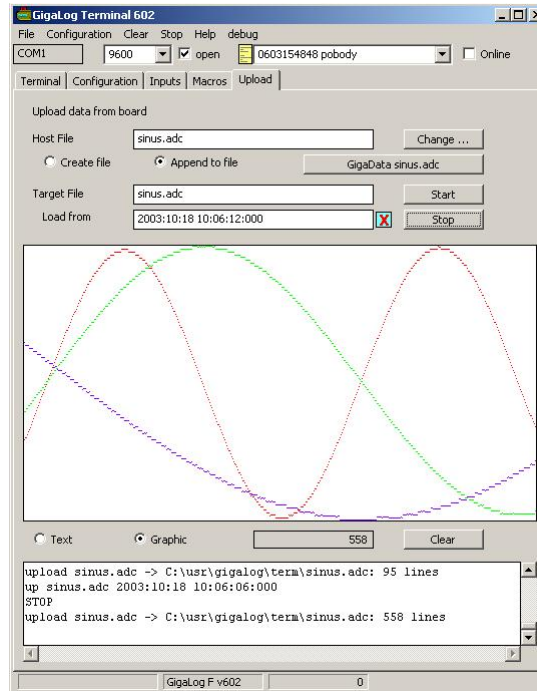 GigaLog Terminal 602
File Configuration Clear Stop Help debug
COM1 9600 open 0603154848 pobody Online
Terminal Configuration Inputs Macros Upload
Upload data from board
Host File sinus.adc Change ...
Create file Append to file GigaData sinus.adc
Target File sinus.adc Start
Load from 2003:10:18 10:06:12:000 X Stop
Text Graphic 558 Clear
upload sinus.adc -> C:\usr\gigalog\term\sinus.adc: 95 lines
up sinus.adc 2003:10:18 10:06:06:000
STOP
upload sinus.adc -> C:\usr\gigalog\term\sinus.adc: 558 lines
GigaLog F v602 0